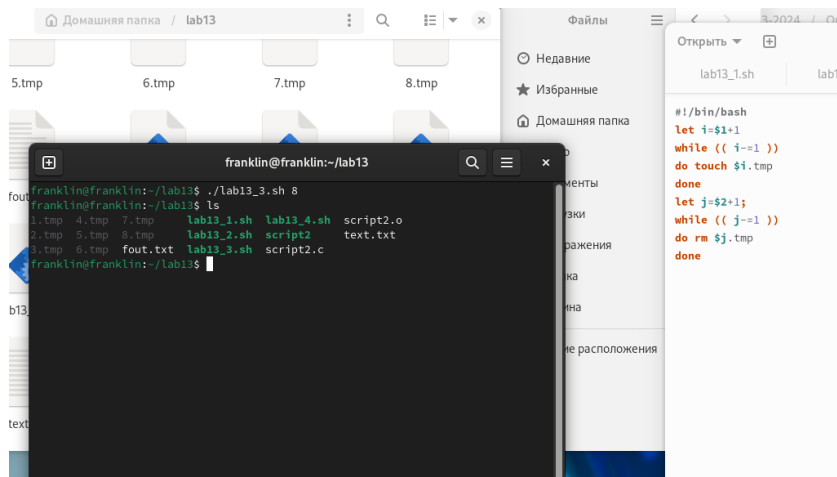 Домашняя папка / lab13
5.tmp 6.tmp 7.tmp 8.tmp
Файлы
Недавние
Избранные
Домашняя папка
3-2024
Открыть
lab13_1.sh
#!/bin/bash
let i=$1+1
while (( i-=1 ))
do touch $i.tmp
done
let j=$2+1;
while (( j-=1 ))
do rm $j.tmp
done
franklin@franklin:~/lab13
franklin@franklin:~/lab13$ ./lab13_3.sh 8
franklin@franklin:~/lab13$ ls
1.tmp 4.tmp 7.tmp lab13_1.sh lab13_4.sh script2.o
2.tmp 5.tmp 8.tmp lab13_2.sh script2 text.txt
3.tmp 6.tmp fout.txt lab13_3.sh script2.c
franklin@franklin:~/lab13$